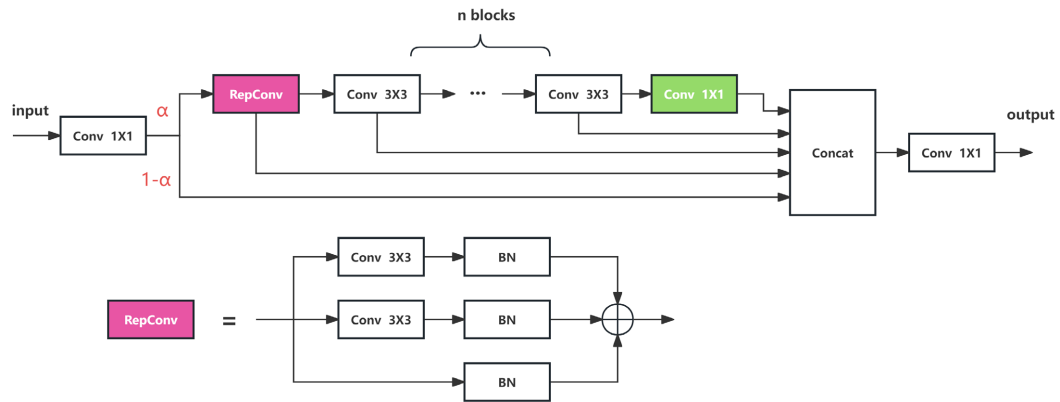 n blocks
input
α
RepConv
Conv 3X3
...
Conv 3X3
Conv 1X1
output
Conv 1X1
Concat
Conv 1X1
1-α
Conv 3X3
BN
RepConv
=
Conv 3X3
BN
BN